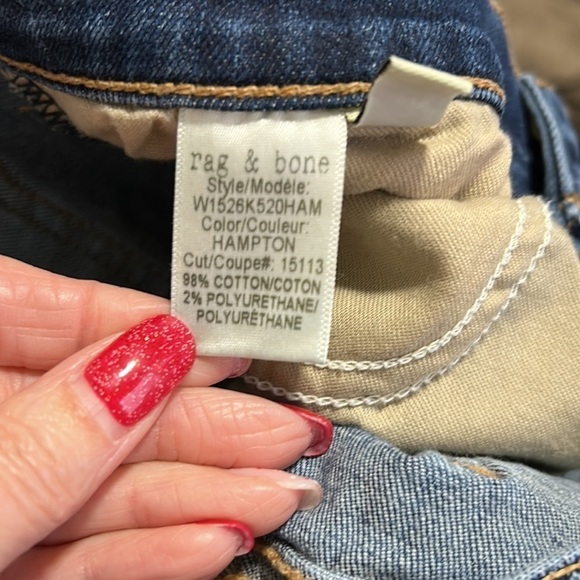 rag & bone
Style/Modèle:
W1526K520HAM
Color/Couleur:
HAMPTON
Cut/Coupe#: 15113
98% COTTON/COTON
2% POLYURETHANE/
POLYURÉTHANE